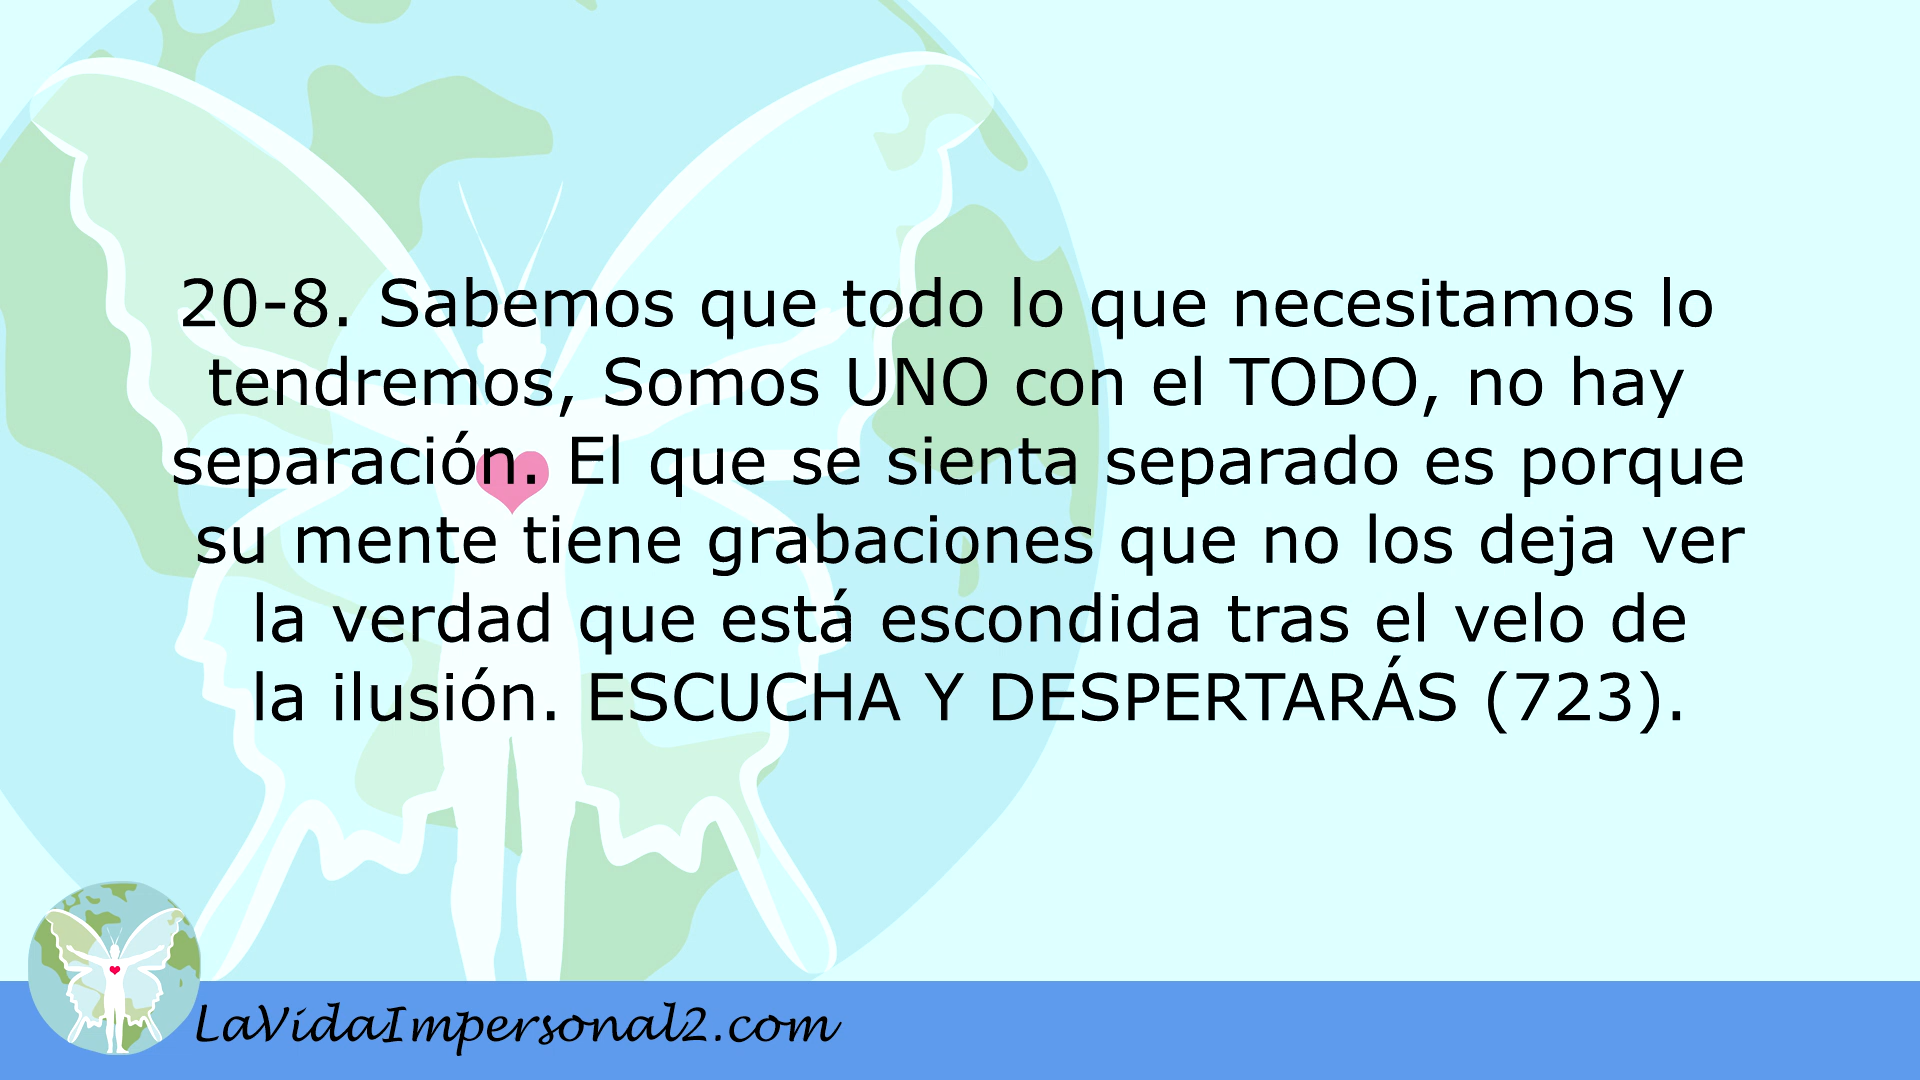 20-8. Sabemos que todo lo que necesitamos lo
tendremos, Somos UNO con el TODO, no hay
separación. El que se sienta separado es porque
su mente tiene grabaciones que no los deja ver
la verdad que está escondida tras el velo de
la ilusión. ESCUCHA Y DESPERTARÁS (723).
LaVidaImpersonal2.com